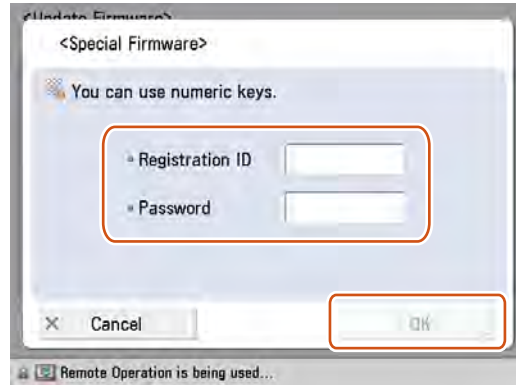 <Update Firmware>
<Special Firmware>
You can use numeric keys.
Registration ID
Password
× Cancel
OK
Remote Operation is being used...